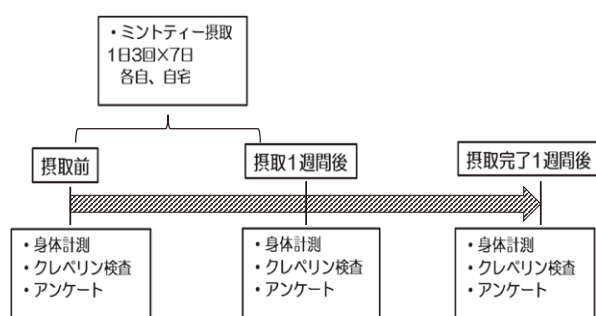 ・ミントティー摂取
1日3回×7日
各自、自宅
摂取前
摂取1週間後
摂取完了1週間後
・身体計測
・クレペリン検査
・アンケート
・身体計測
・クレペリン検査
・アンケート
・身体計測
・クレペリン検査
・アンケート